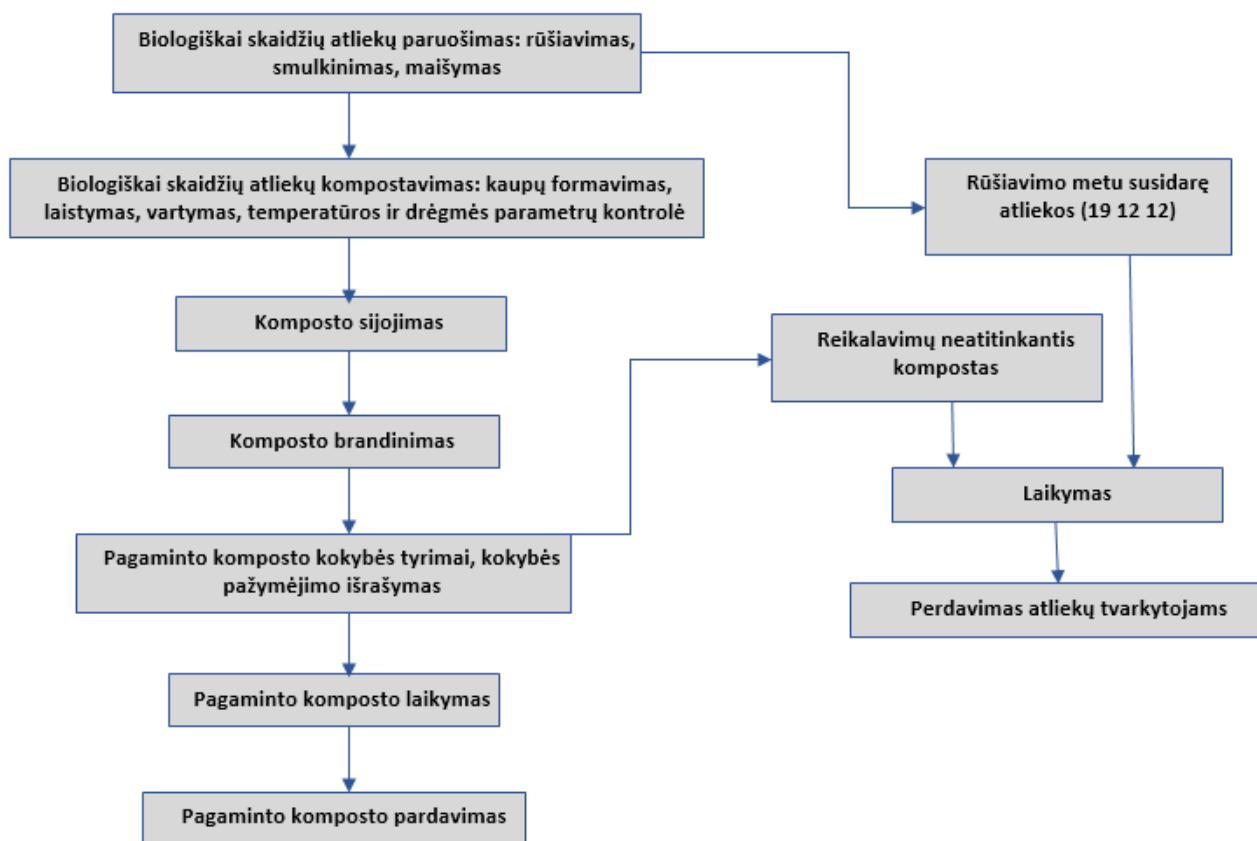 Biologiškai skaidžių atliekų paruošimas: rūšiavimas,
smulkinimas, maišymas
Biologiškai skaidžių atliekų kompostavimas: kaupų formavimas,
laistymas, vartymas, temperatūros ir drėgmės parametrų kontrolė
Rūšiavimo metu susidarę
atliekos (19 12 12)
Komposto sijojimas
Reikalavimų neatitinkantis
kompostas
Komposto brandinimas
Laikymas
Pagaminto komposto kokybės tyrimai, kokybės
pažymėjimo išrašymas
Perdavimas atliekų tvarkytojams
Pagaminto komposto laikymas
Pagaminto komposto pardavimas